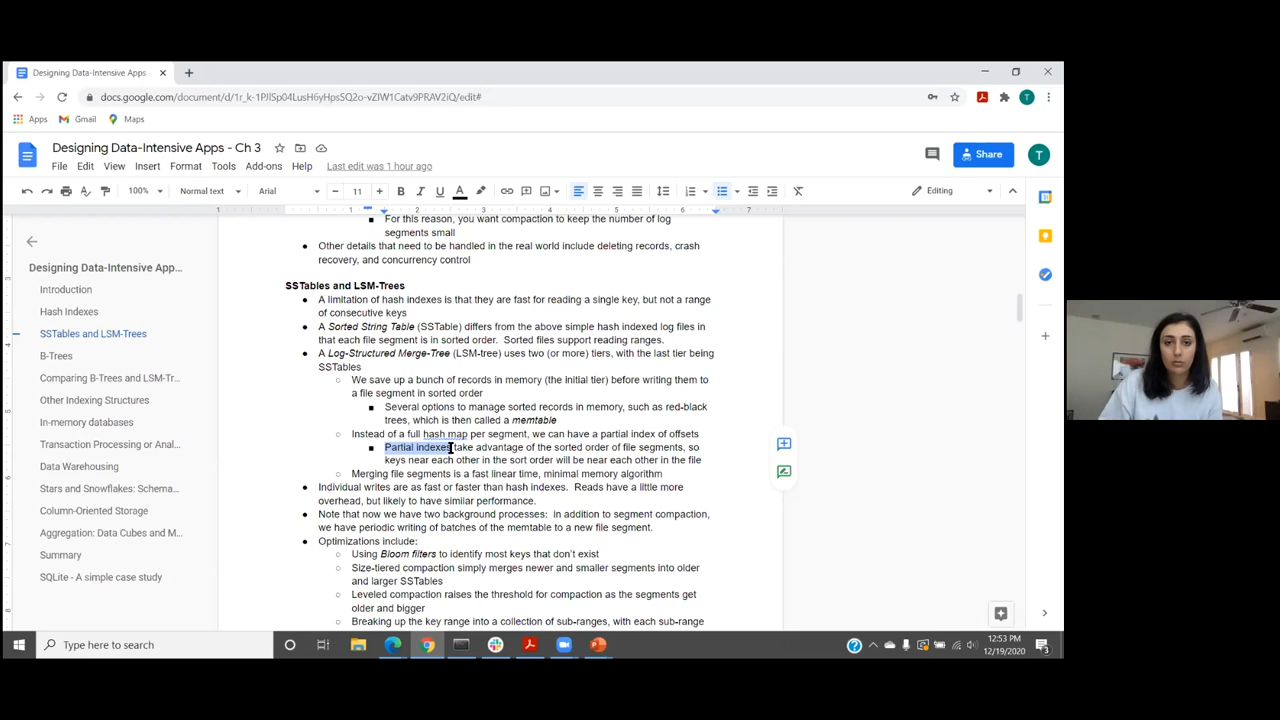 Designing Data-Intensive Apps
docs.google.com/document/d/1r_k-1PJlSp04LusH6yHpsSQ2o-vZIW1Catv9PRAV2iQ/edit#
Apps Gmail Maps
Designing Data-Intensive Apps - Ch 3
File Edit View Insert Format Tools Add-ons Help Last edit was 1 hour ago
Share
T
T
100% Normal text Arial 11 B I U A Editing
1 1 2 3 4 5 6 7
For this reason, you want compaction to keep the number of log
segments small
Other details that need to be handled in the real world include deleting records, crash
recovery, and concurrency control
SSTables and LSM-Trees
A limitation of hash indexes is that they are fast for reading a single key, but not a range
of consecutive keys
A Sorted String Table (SSTable) differs from the above simple hash indexed log files in
that each file segment is in sorted order. Sorted files support reading ranges.
A Log-Structured Merge-Tree (LSM-tree) uses two (or more) tiers, with the last tier being
SSTables
We save up a bunch of records in memory (the initial tier) before writing them to
a file segment in sorted order
Several options to manage sorted records in memory, such as red-black
trees, which is then called a memtable
Instead of a full hash map per segment, we can have a partial index of offsets
Partial indexes take advantage of the sorted order of file segments, so
keys near each other in the sort order will be near each other in the file
Merging file segments is a fast linear time, minimal memory algorithm
Individual writes are as fast or faster than hash indexes. Reads have a little more
overhead, but likely to have similar performance.
Note that now we have two background processes: in addition to segment compaction,
we have periodic writing of batches of the memtable to a new file segment.
Optimizations include:
Using Bloom filters to identify most keys that don't exist
Size-tiered compaction simply merges newer and smaller segments into older
and larger SSTables
Leveled compaction raises the threshold for compaction as the segments get
older and bigger
Breaking up the key range into a collection of sub-ranges, with each sub-range
Designing Data-Intensive App...
Introduction
Hash Indexes
SSTables and LSM-Trees
B-Trees
Comparing B-Trees and LSM-Tr...
Other Indexing Structures
In-memory databases
Transaction Processing or Anal...
Data Warehousing
Stars and Snowflakes: Schema...
Column-Oriented Storage
Aggregation: Data Cubes and M...
Summary
SQLite - A simple case study
Type here to search
12:53 PM
12/19/2020
3